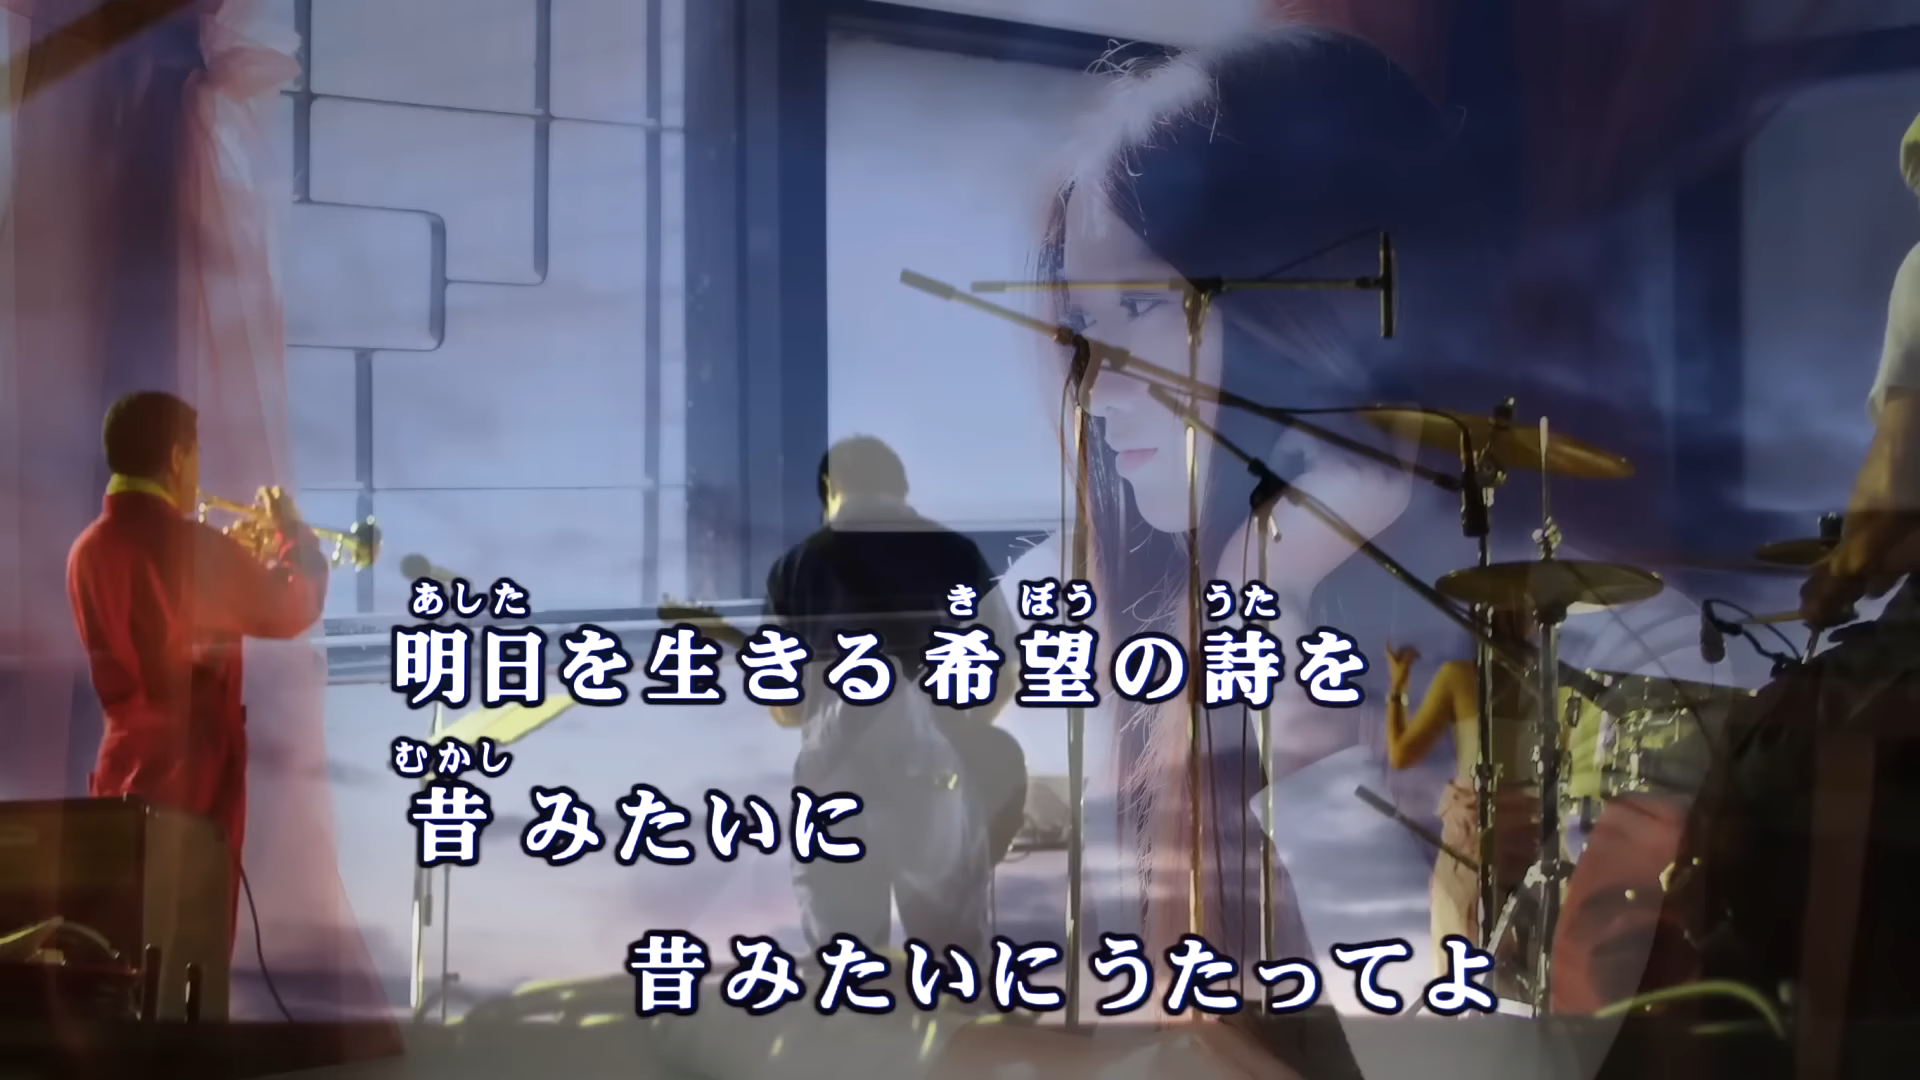 あした き ぼう うた
明日を生きる 希望の詩を
むかし
昔 みたいに
昔みたいにうたってよ